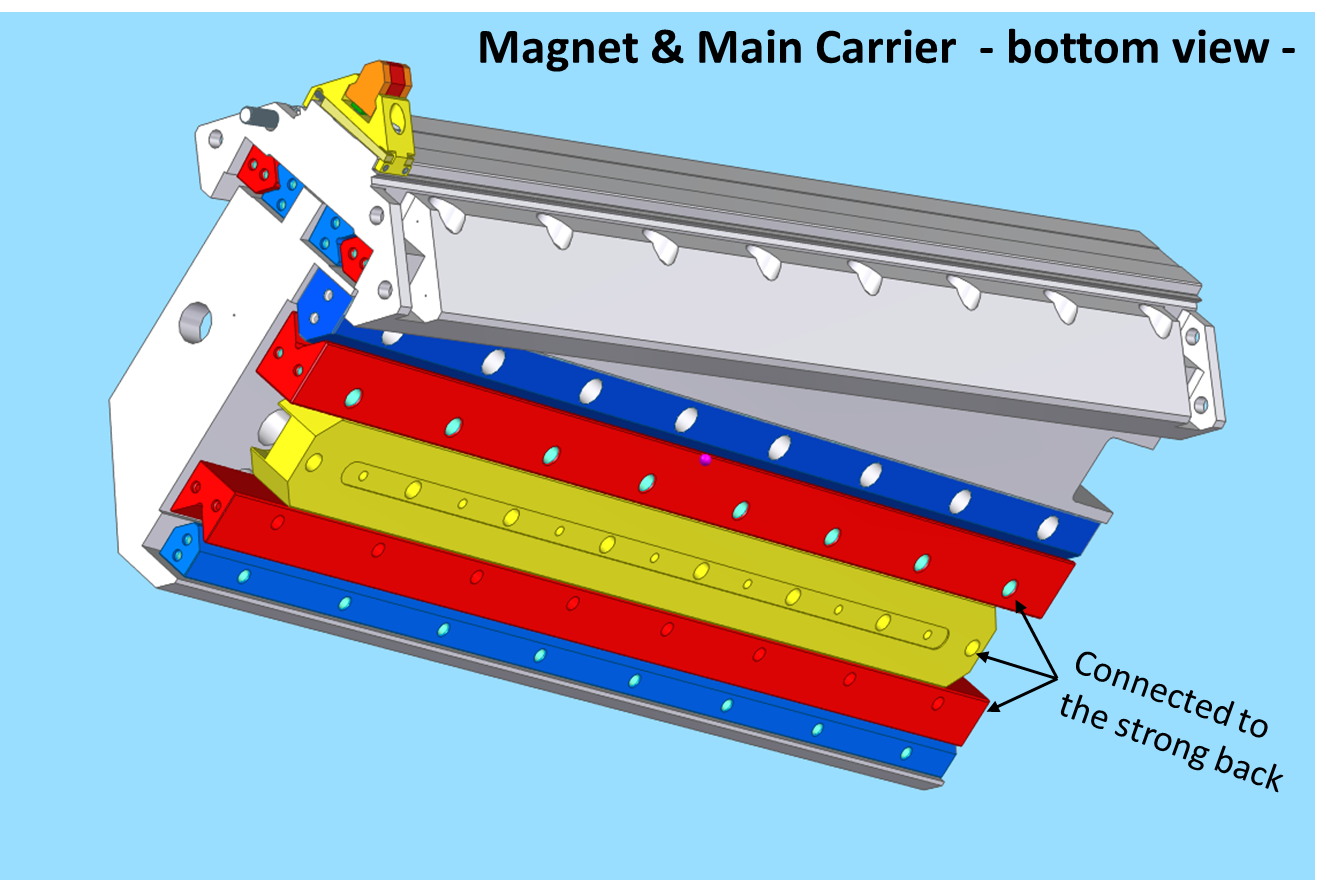 Magnet & Main Carrier - bottom view -
Connected to
the strong back